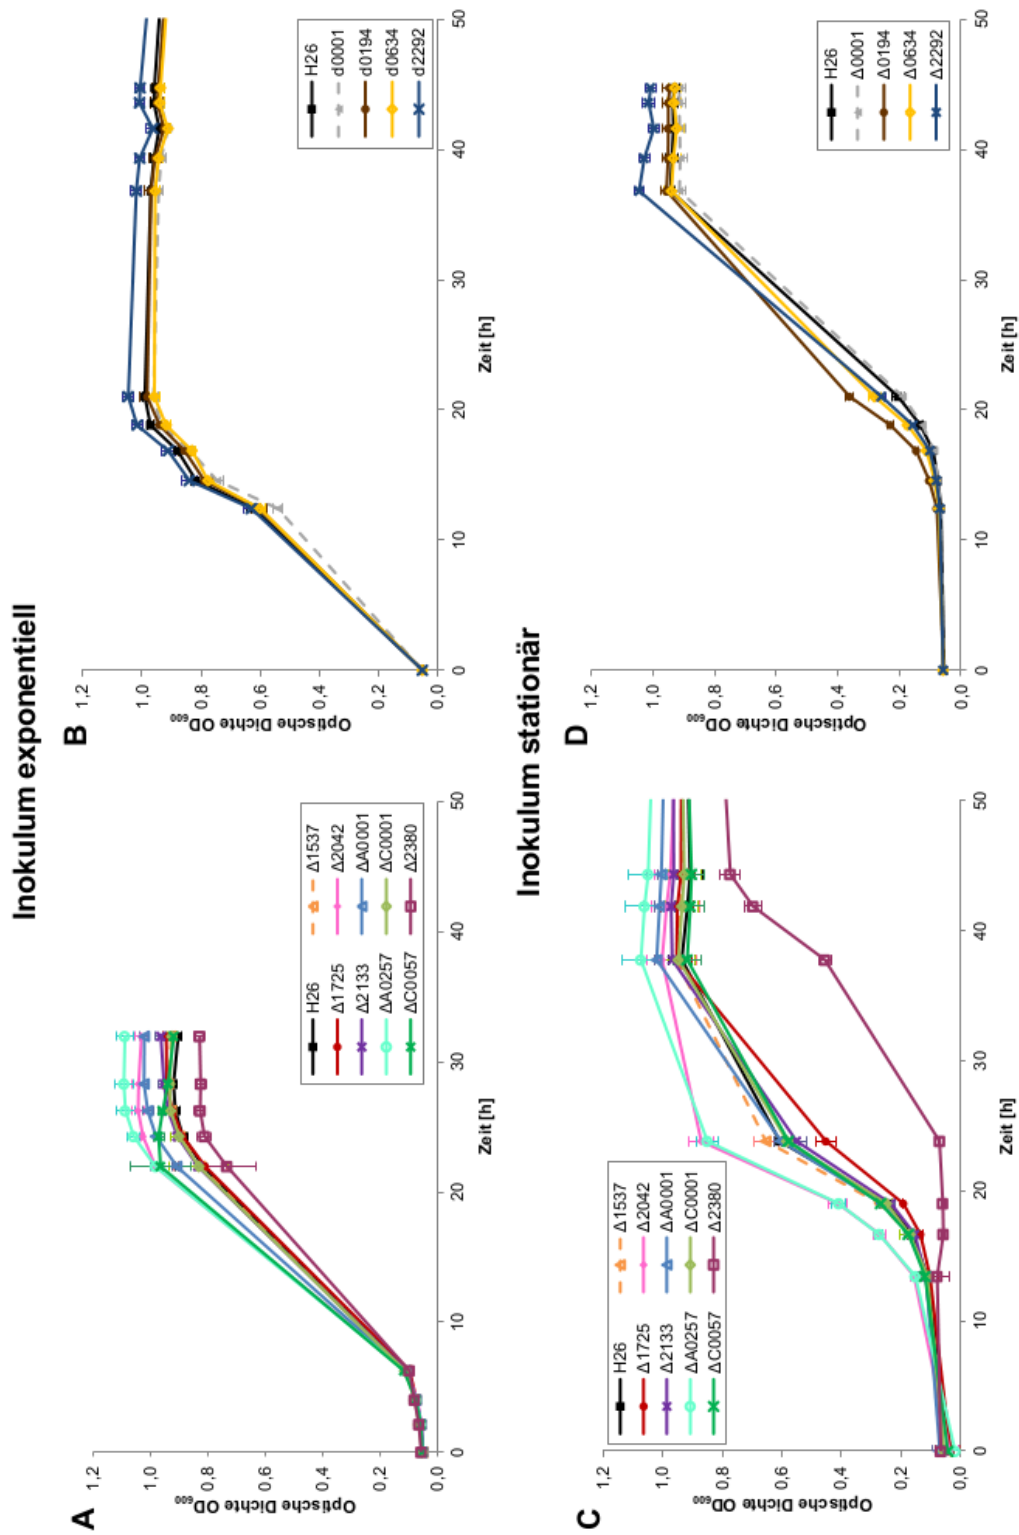 Inokulum exponentiell
A
Optische Dichte OD600
1,2
1,0
0,8
0,6
0,4
0,2
0,0
0
10
20
30
40
50
Zeit [h]
H26
Δ1537
Δ1725
Δ2042
Δ2133
ΔA0001
ΔA0257
ΔC0001
ΔC0057
Δ2380
B
Optische Dichte OD600
1,2
1,0
0,8
0,6
0,4
0,2
0,0
0
10
20
30
40
50
Zeit [h]
H26
d0001
d0194
d0634
d2292
Inokulum stationär
C
Optische Dichte OD600
1,2
1,0
0,8
0,6
0,4
0,2
0,0
0
10
20
30
40
50
Zeit [h]
H26
Δ1537
Δ1725
Δ2042
Δ2133
ΔA0001
ΔA0257
ΔC0001
ΔC0057
Δ2380
D
Optische Dichte OD600
1,2
1,0
0,8
0,6
0,4
0,2
0,0
0
10
20
30
40
50
Zeit [h]
H26
Δ0001
Δ0194
Δ0634
Δ2292